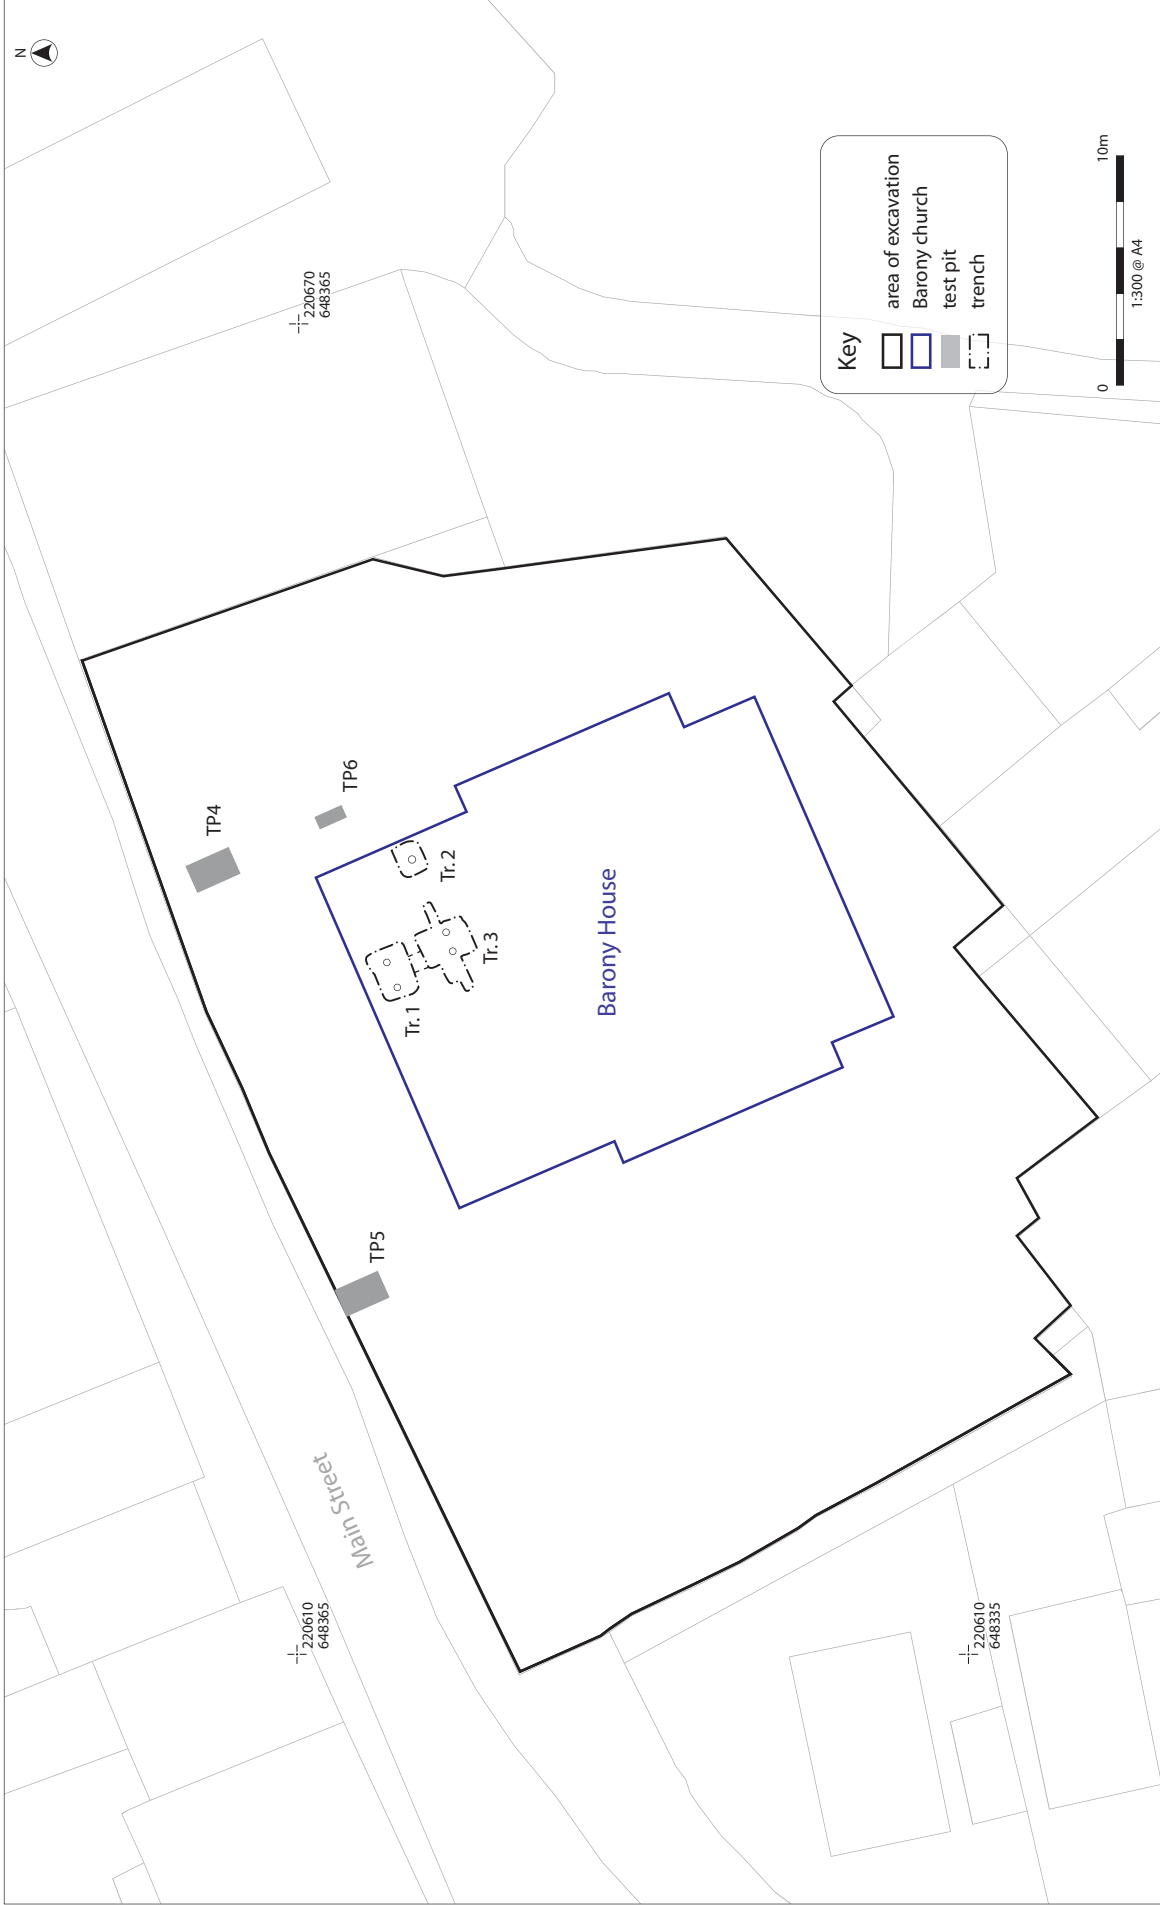 N
220670
648365
TP4
TP6
Tr.2
Tr.3
Tr.1
TP5
Barony House
Main Street
220610
648365
220610
648335
Key
area of excavation
Barony church
test pit
trench
0
10m
1:300 @ A4